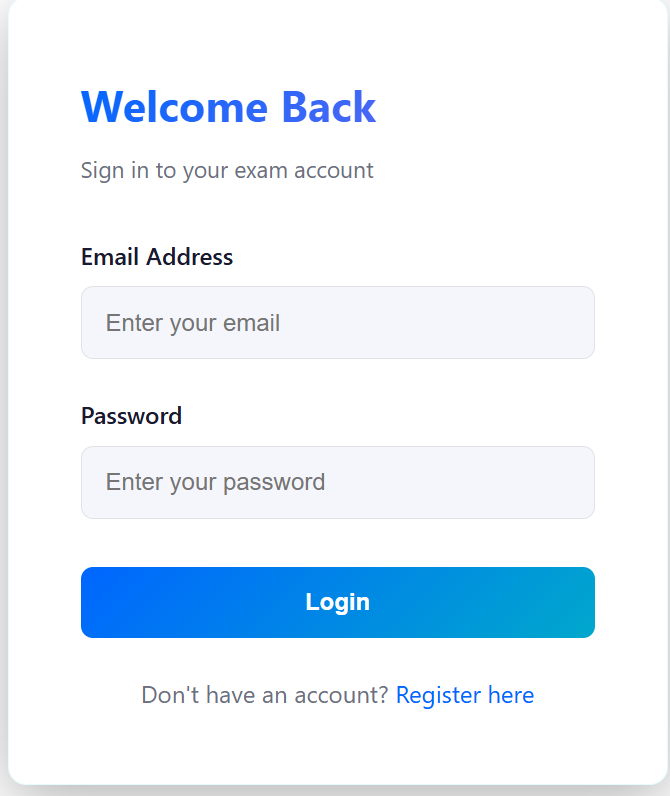 Welcome Back
Sign in to your exam account
Email Address
Enter your email
Password
Enter your password
Login
Don't have an account? Register here